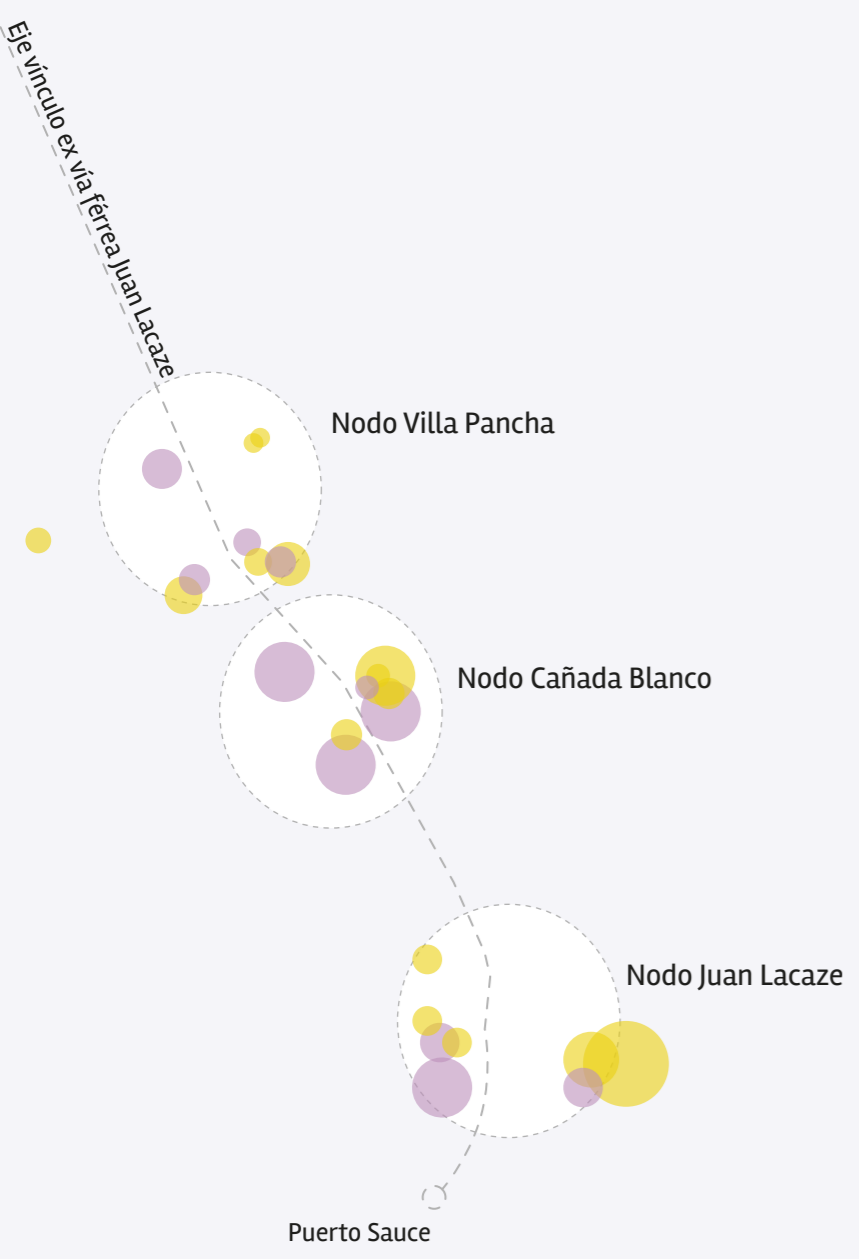 Eje vínculo ex vía férrea Juan Lacaze
Nodo Villa Pancha
Nodo Cañada Blanco
Nodo Juan Lacaze
Puerto Sauce